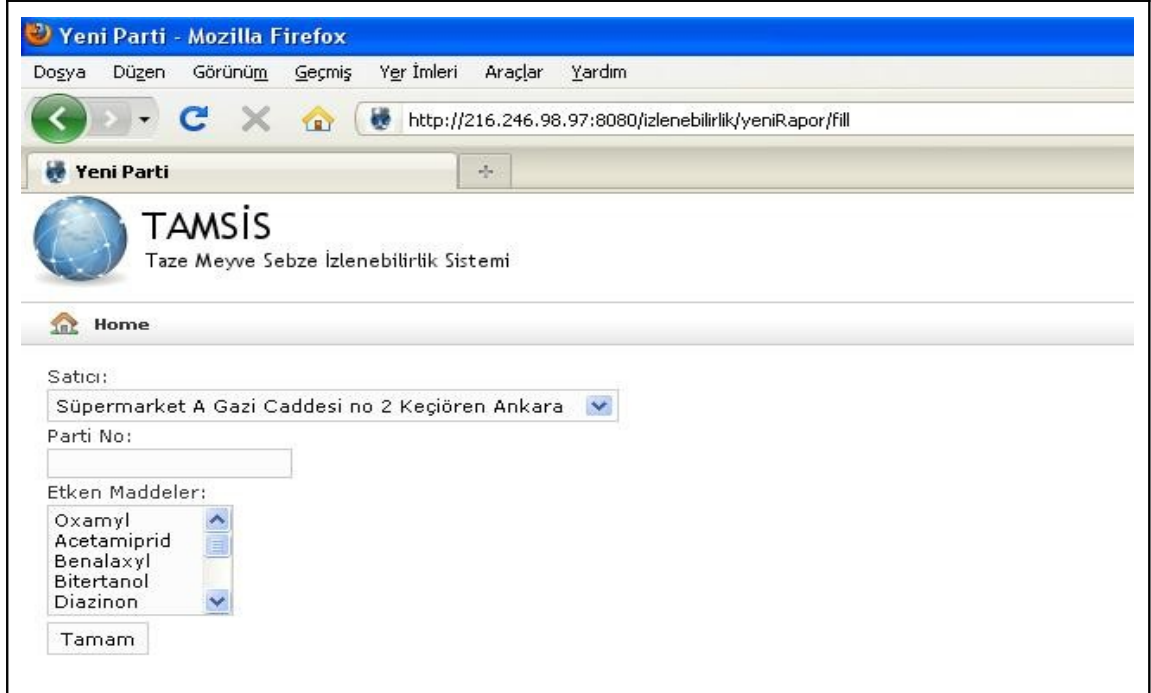 Yeni Parti - Mozilla Firefox
Dosya Düzen Görünüm Geçmiş Yer İmleri Araçlar Yardım
http://216.246.98.97:8080/izlenebilirlik/yeniRapor/fill
Yeni Parti
TAMSİS
Taze Meyve Sebze İzlenebilirlik Sistemi
Home
Satıcı:
Süpermarket A Gazi Caddesi no 2 Keçiören Ankara
Parti No:
Etken Maddeler:
Oxamyl
Acetamiprid
Benalaxyl
Bitertanol
Diazinon
Tamam